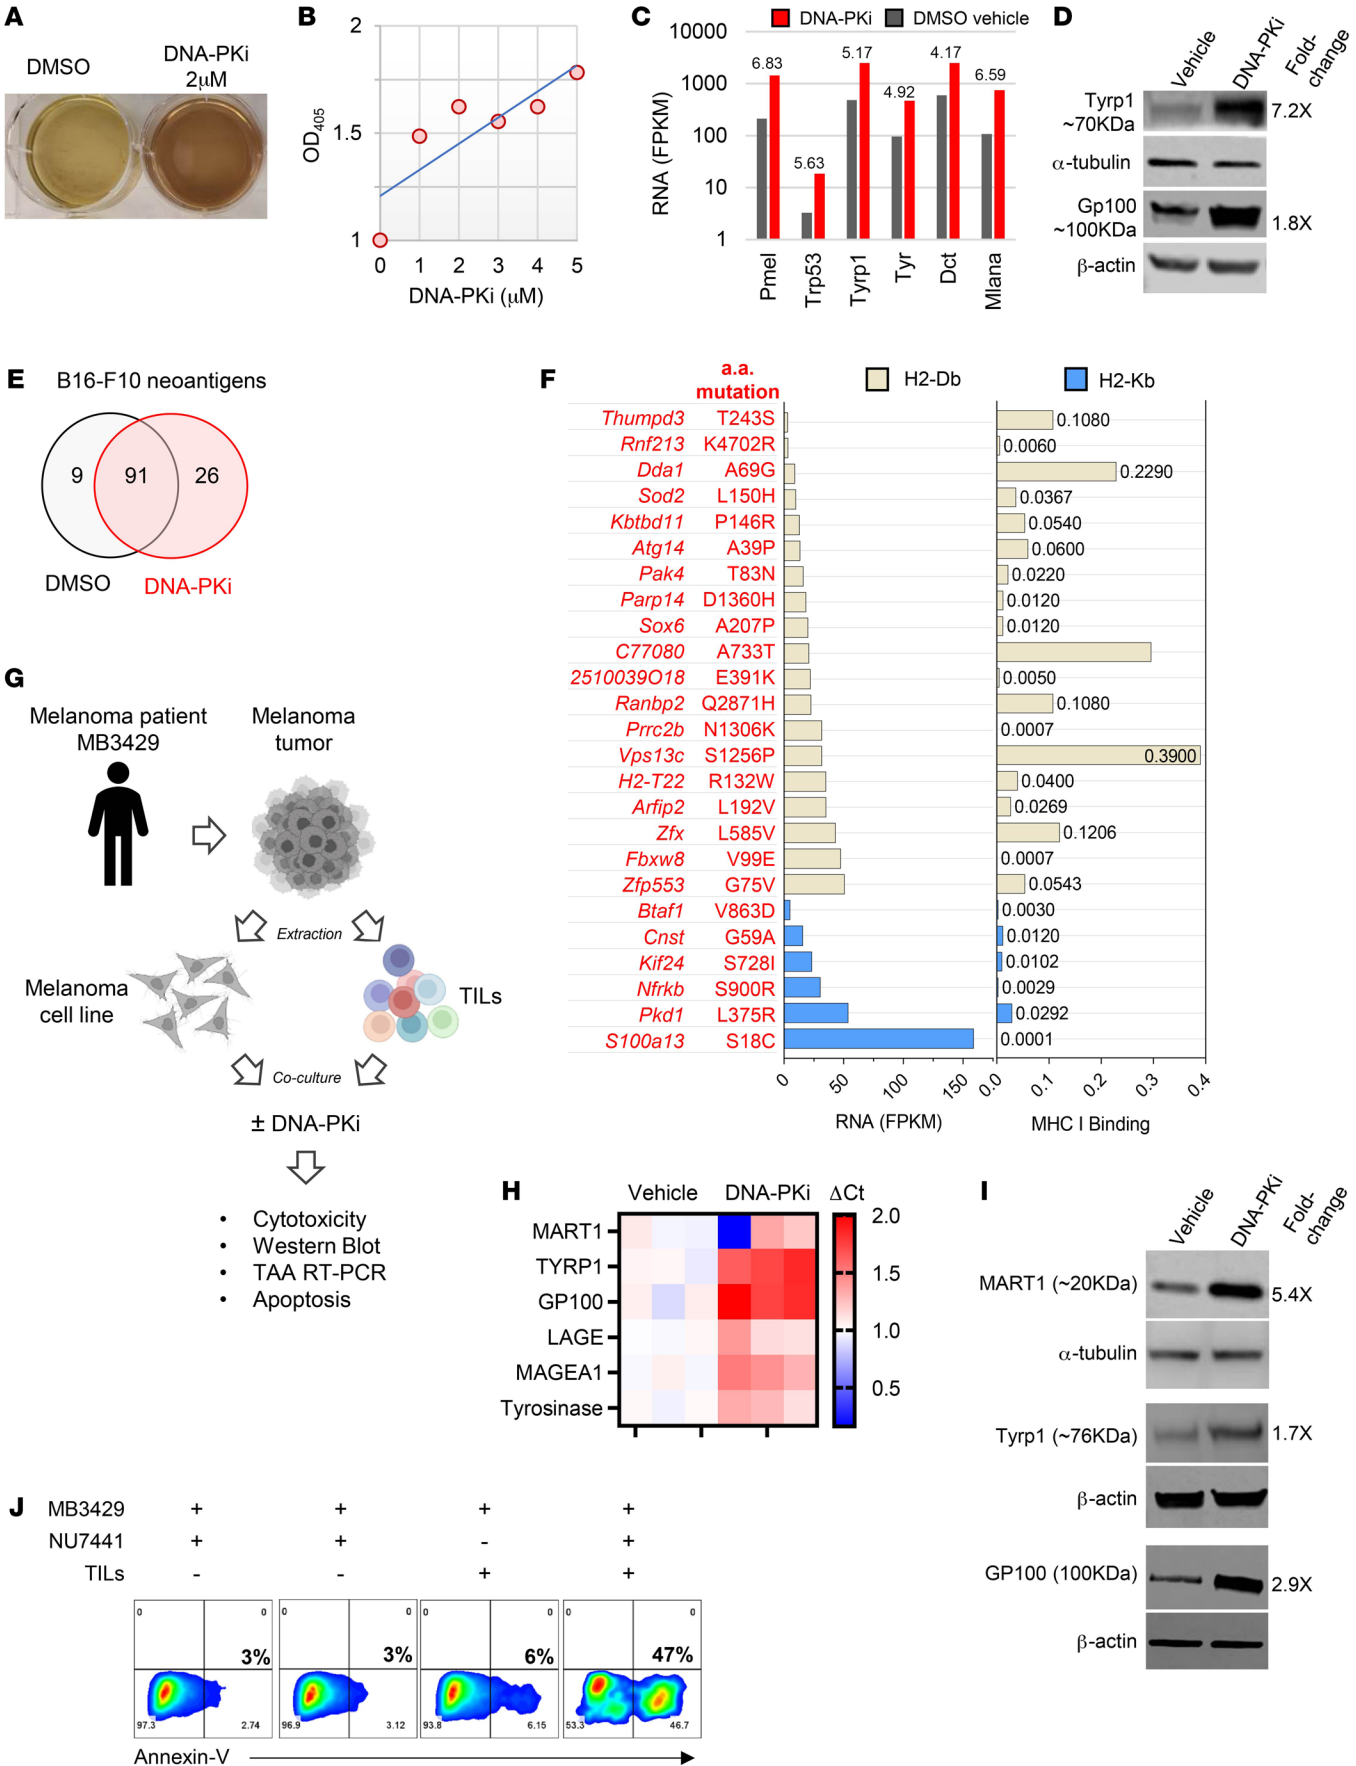 A
DMSO
DNA-PKi
2μM
B
2
1.5
1
OD405
0 1 2 3 4 5
DNA-PKi (μM)
C
DNA-PKi DMSO vehicle
10000
1000
100
10
1
RNA (FPKM)
6.83 5.63 5.17 4.92 4.17 6.59
Pmel Trp53 Tyrp1 Tyr Dct Mlana
D
Vehicle DNA-PKi Fold-change
Tyrp1
~70KDa
7.2X
α-tubulin
Gp100
~100KDa
1.8X
β-actin
E
B16-F10 neoantigens
9 91 26
DMSO DNA-PKi
F
a.a.
mutation
H2-Db H2-Kb
Thumpd3 T243S 0.1080
Rnf213 K4702R 0.0060
Dda1 A69G 0.2290
Sod2 L150H 0.0367
Kbtbd11 P146R 0.0540
Atg14 A39P 0.0600
Pak4 T83N 0.0220
Parp14 D1360H 0.0120
Sox6 A207P 0.0120
C77080 A733T
2510039O18 E391K 0.0050
Ranbp2 Q2871H 0.1080
Prrc2b N1306K 0.0007
Vps13c S1256P 0.3900
H2-T22 R132W 0.0400
Arfip2 L192V 0.0269
Zfx L585V 0.1206
Fbxw8 V99E 0.0007
Zfp553 G75V 0.0543
Btaf1 V863D 0.0030
Cnst G59A 0.0120
Kif24 S728I 0.0102
Nfrkb S900R 0.0029
Pkd1 L375R 0.0292
S100a13 S18C 0.0001
0 50 100 150 0.0 0.1 0.2 0.3 0.4
RNA (FPKM) MHC I Binding
G
Melanoma patient
MB3429
Melanoma
tumor
Extraction
Melanoma
cell line
TILs
Co-culture
± DNA-PKi
• Cytotoxicity
• Western Blot
• TAA RT-PCR
• Apoptosis
H
Vehicle DNA-PKi ΔCt
MART1
TYRP1
GP100
LAGE
MAGEA1
Tyrosinase
2.0
1.5
1.0
0.5
I
Vehicle DNA-PKi Fold-change
MART1 (~20KDa) 5.4X
α-tubulin
Tyrp1 (~76KDa) 1.7X
β-actin
GP100 (100KDa) 2.9X
β-actin
J
MB3429 + + + +
NU7441 + + - +
TILs - - + +
0 0 0 0 0 0 0 0
3% 3% 6% 47%
97.3 2.74 96.9 3.12 93.8 6.15 53.3 46.7
Annexin-V